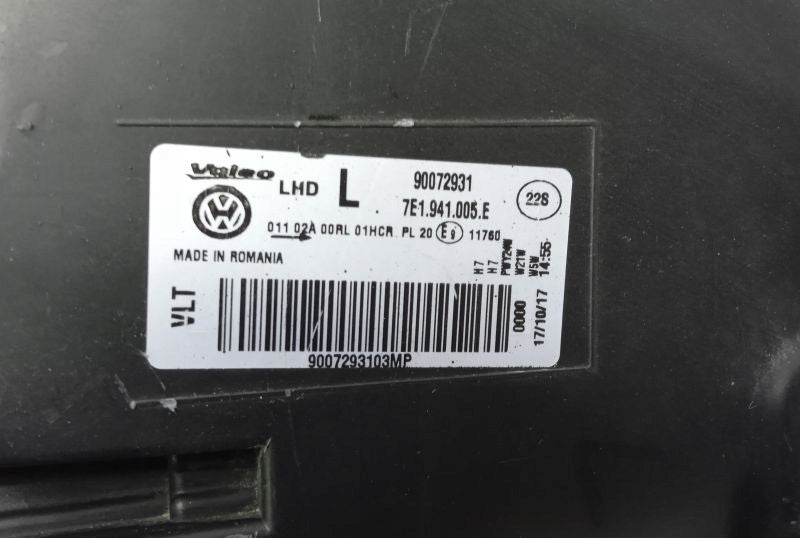 Valeo
LHD L 90072931
7E1.941.005.E 22S
011 02A 00RL 01HCR PL 20 E9 11760
MADE IN ROMANIA
VLT
H7
H7
PWY24W
W21W
W5W
0000
17/10/17 14:55
9007293103MP